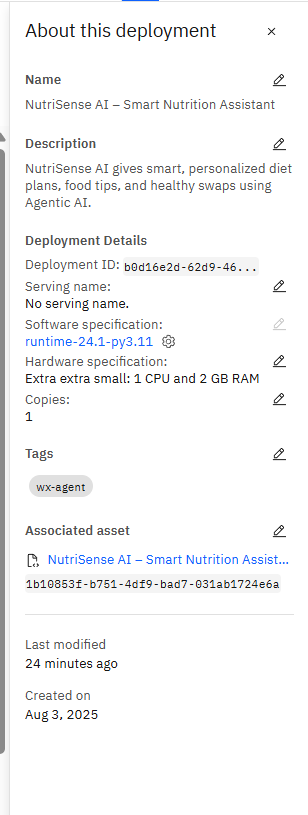 About this deployment
Name
NutriSense AI – Smart Nutrition Assistant
Description
NutriSense AI gives smart, personalized diet
plans, food tips, and healthy swaps using
Agentic AI.
Deployment Details
Deployment ID: b0d16e2d-62d9-46...
Serving name:
No serving name.
Software specification:
runtime-24.1-py3.11
Hardware specification:
Extra extra small: 1 CPU and 2 GB RAM
Copies:
1
Tags
wx-agent
Associated asset
NutriSense AI – Smart Nutrition Assist...
1b10853f-b751-4df9-bad7-031ab1724e6a
Last modified
24 minutes ago
Created on
Aug 3, 2025